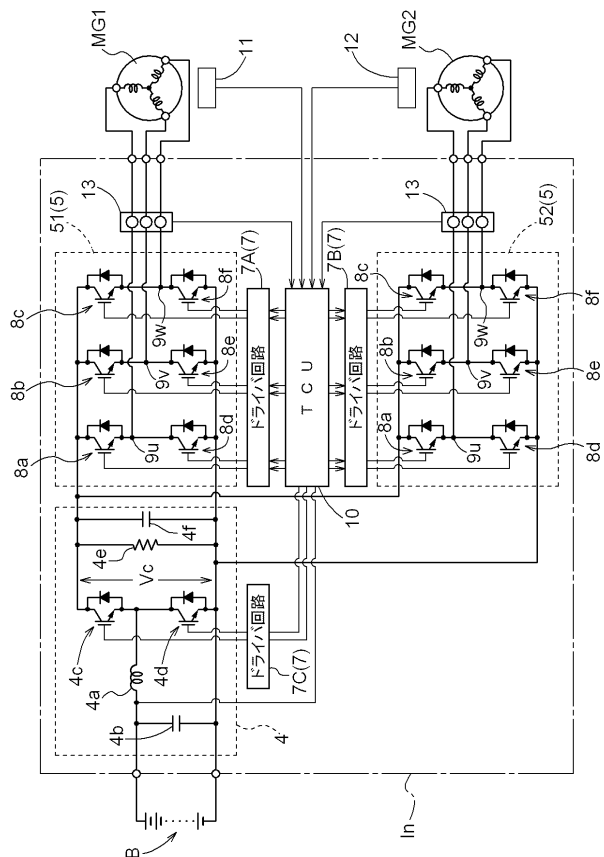 MG1
11
12
MG2
13
13
51(5)
52(5)
8c
8f
9w
7A(7)
7B(7)
8c
9w
8f
8b
8e
9v
8b
9v
8e
8a
8d
9u
ドライバ回路
TCU
ドライバ回路
8a
9u
8d
10
4f
4e
Vc
4c
4d
4a
4b
ドライバ回路
7C(7)
4
B
In